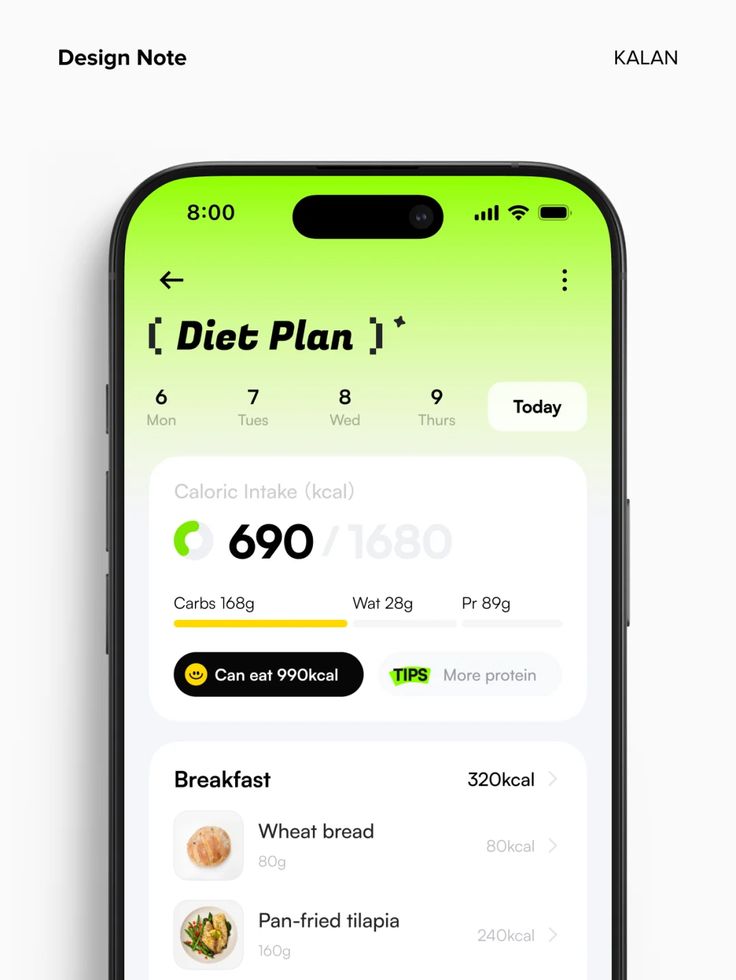 Design Note
KALAN
8:00
[ Diet Plan ]
6 7 8 9
Mon Tues Wed Thurs
Today
Caloric Intake (kcal)
690 / 1680
Carbs 168g Wat 28g Pr 89g
Can eat 990kcal
TIPS More protein
Breakfast 320kcal
Wheat bread
80g
80kcal
Pan-fried tilapia
160g
240kcal